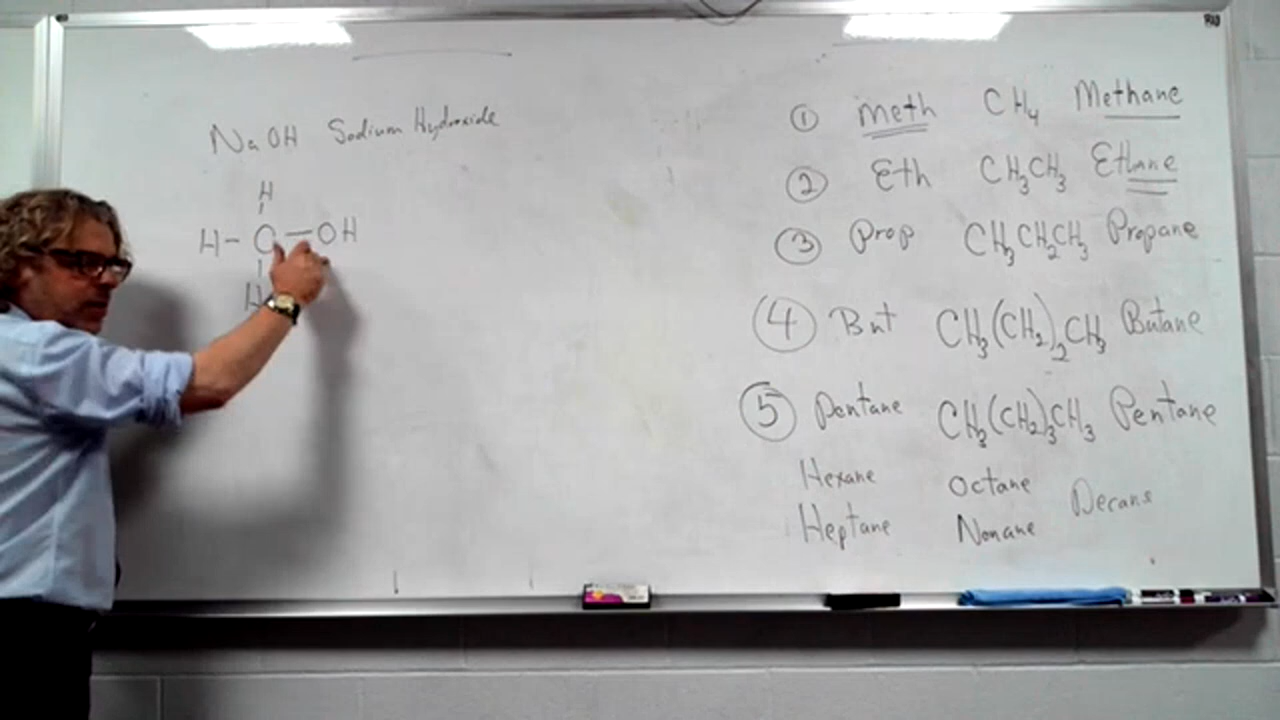 NaOH Sodium Hydroxide
H
H - C - OH
H
① Meth CH4 Methane
② Eth CH3CH3 Ethane
③ Prop CH3CH2CH3 Propane
④ But CH3(CH2)2CH3 Butane
⑤ Pentane CH3(CH2)3CH3 Pentane
Hexane Octane Decane
Heptane Nonane